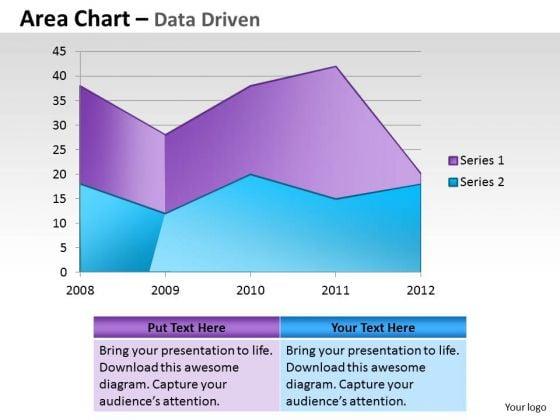 Area Chart – Data Driven
45
40
35
30
25
20
15
10
5
0
2008 2009 2010 2011 2012
Series 1
Series 2
Put Text Here
Bring your presentation to life.
Download this awesome
diagram. Capture your
audience's attention.
Your Text Here
Bring your presentation to life.
Download this awesome
diagram. Capture your
audience's attention.
Your logo